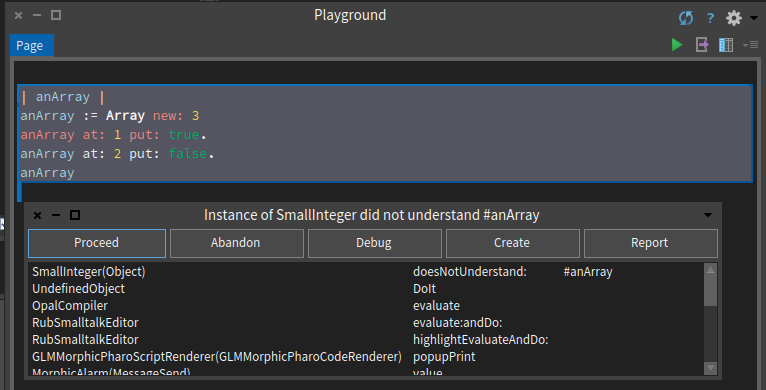 Playground
?
Page
| anArray |
anArray := Array new: 3
anArray at: 1 put: true.
anArray at: 2 put: false.
anArray
Instance of SmallInteger did not understand #anArray
Proceed Abandon Debug Create Report
SmallInteger(Object) doesNotUnderstand: #anArray
UndefinedObject DoIt
OpalCompiler evaluate
RubSmalltalkEditor evaluate:andDo:
RubSmalltalkEditor highlightEvaluateAndDo:
GLMMorphicPharoScriptRenderer(GLMMorphicPharoCodeRenderer) popupPrint
MorphicAlarm(MessageSend) value